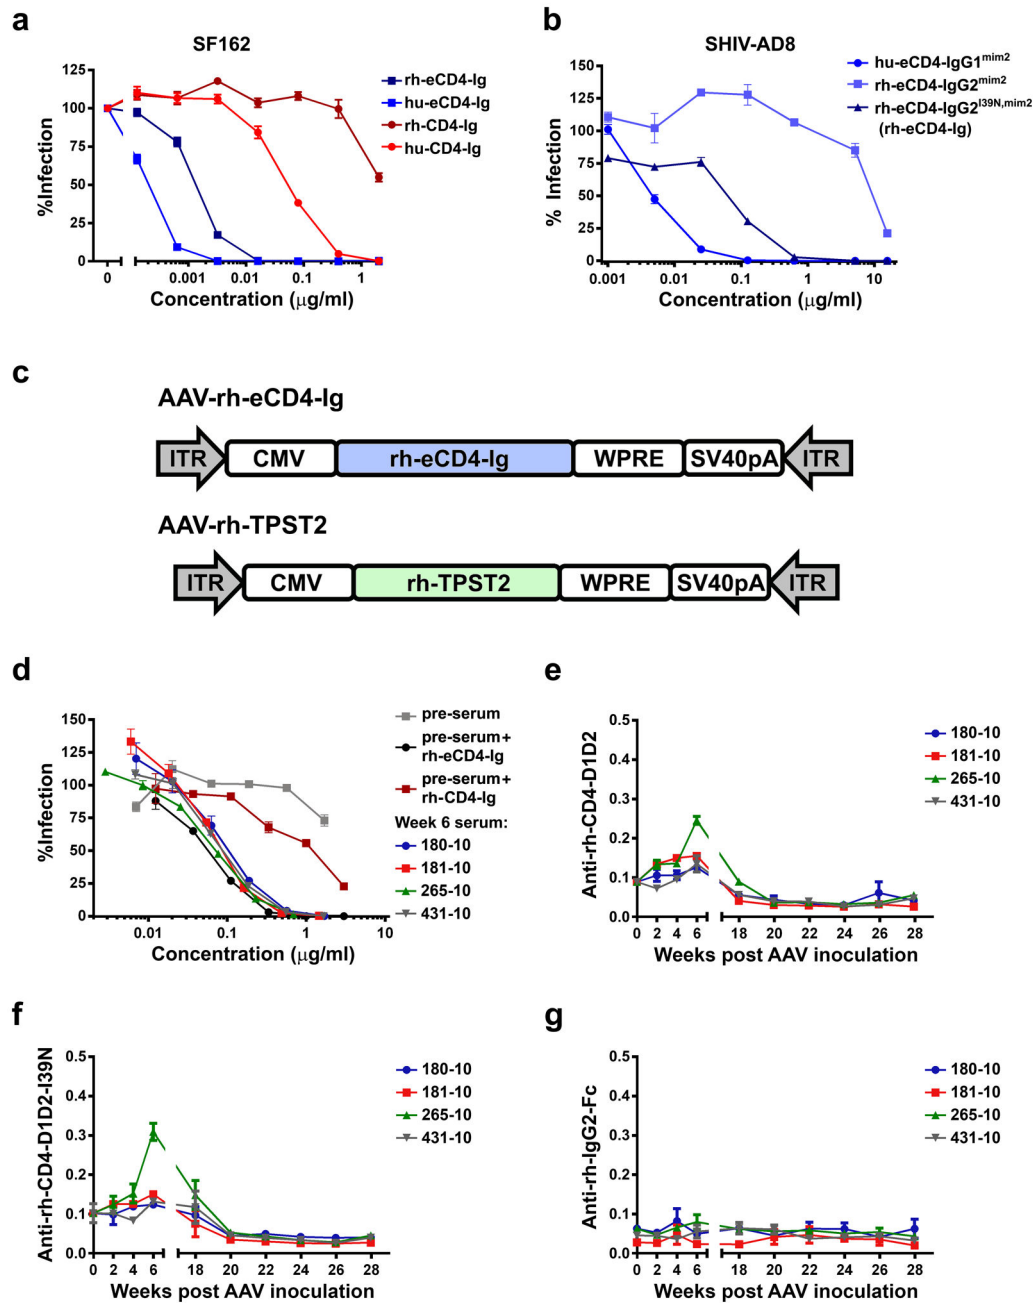 a
SF162
125
100
75
50
25
0
%Infection
0
0.001
0.01
0.1
1
Concentration (μg/ml)
rh-eCD4-Ig
hu-eCD4-Ig
rh-CD4-Ig
hu-CD4-Ig
b
SHIV-AD8
150
125
100
75
50
25
0
% Infection
0.001
0.01
0.1
1
10
Concentration (μg/ml)
hu-eCD4-IgG1mim2
rh-eCD4-IgG2mim2
rh-eCD4-IgG2I39N,mim2
(rh-eCD4-Ig)
c
AAV-rh-eCD4-Ig
ITR CMV rh-eCD4-Ig WPRE SV40pA ITR
AAV-rh-TPST2
ITR CMV rh-TPST2 WPRE SV40pA ITR
d
150
125
100
75
50
25
0
%Infection
0.01
0.1
1
10
Concentration (μg/ml)
pre-serum
pre-serum+
rh-eCD4-Ig
pre-serum+
rh-CD4-Ig
Week 6 serum:
180-10
181-10
265-10
431-10
e
0.5
0.4
0.3
0.2
0.1
0.0
Anti-rh-CD4-D1D2
0 2 4 6 18 20 22 24 26 28
Weeks post AAV inoculation
180-10
181-10
265-10
431-10
f
0.5
0.4
0.3
0.2
0.1
0.0
Anti-rh-CD4-D1D2-I39N
0 2 4 6 18 20 22 24 26 28
Weeks post AAV inoculation
180-10
181-10
265-10
431-10
g
0.5
0.4
0.3
0.2
0.1
0.0
Anti-rh-IgG2-Fc
0 2 4 6 18 20 22 24 26 28
Weeks post AAV inoculation
180-10
181-10
265-10
431-10